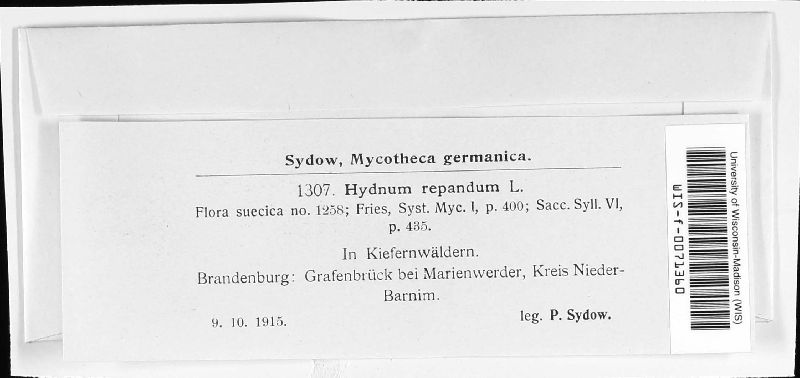 Sydow, Mycotheca germanica.
1307. Hydnum repandum L.
Flora suecica no. 1258; Fries, Syst. Myc. I, p. 400; Sacc. Syll. VI,
p. 435.
In Kiefernwäldern.
Brandenburg: Grafenbrück bei Marienwerder, Kreis Nieder-
Barnim.
9. 10. 1915.
leg. P. Sydow.
University of Wisconsin-Madison (WIS)
WIS-f-0071360